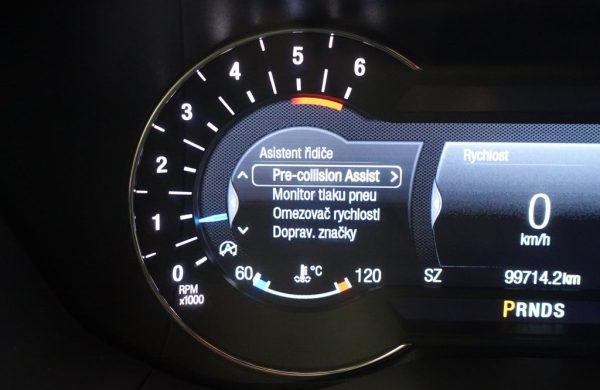 0
1
2
3
4
5
6
RPM
x1000
Asistent řidiče
Pre-collision Assist
Monitor tlaku pneu
Omezovač rychlosti
Doprav. značky
60 °C 120
Rychlost
0
km/h
SZ 99714.2km
PRNDS